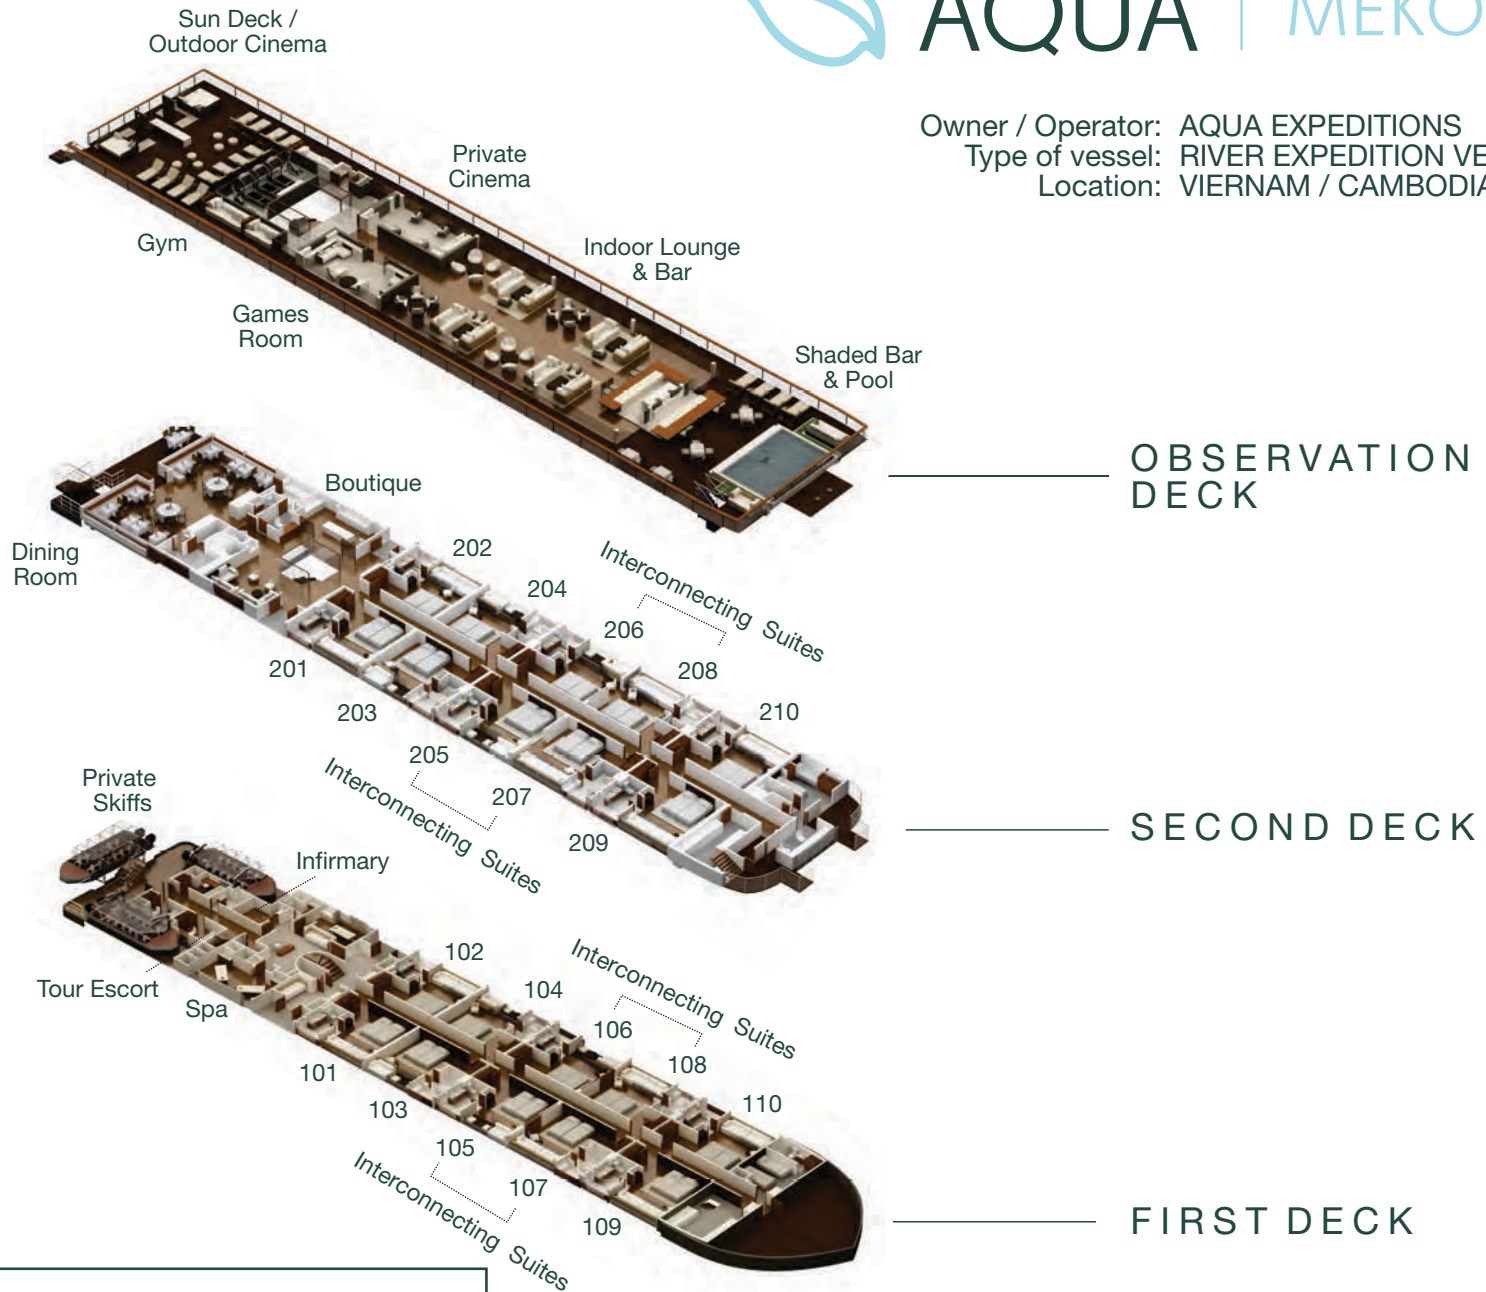 Sun Deck /
Outdoor Cinema
AQUA
MEKO
Owner / Operator: AQUA EXPEDITIONS
Type of vessel: RIVER EXPEDITION VE
Location: VIERNAM / CAMBODIA
Private
Cinema
Gym
Indoor Lounge
& Bar
Games
Room
Shaded Bar
& Pool
OBSERVATION
DECK
Boutique
Dining
Room
202
204
Interconnecting Suites
206
208
210
201
203
205
207
209
Interconnecting Suites
SECOND DECK
Private
Skiffs
Infirmary
Tour Escort
Spa
102
104
Interconnecting Suites
106
108
110
101
103
105
107
109
Interconnecting Suites
FIRST DECK